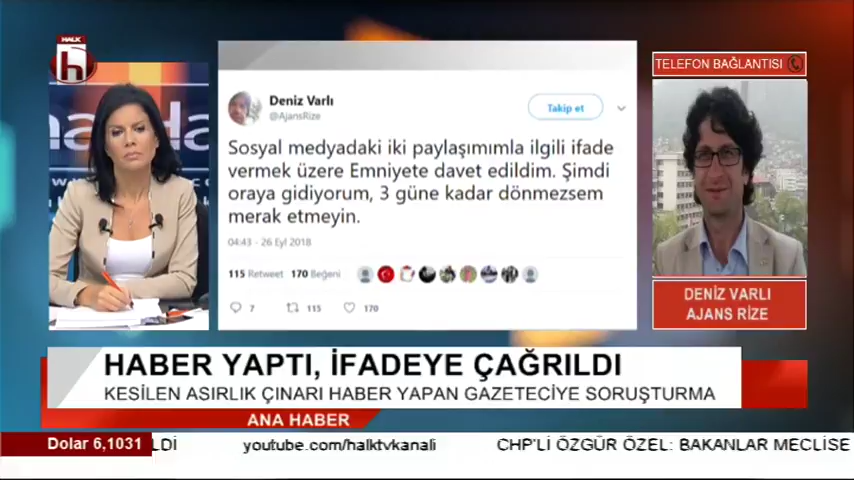 HALK
h
TELEFON BAĞLANTISI
Deniz Varlı
@AjansRize
Takip et
Sosyal medyadaki iki paylaşımımla ilgili ifade
vermek üzere Emniyete davet edildim. Şimdi
oraya gidiyorum, 3 güne kadar dönmezsem
merak etmeyin.
04:43 - 26 Eyl 2018
115 Retweet 170 Beğeni
7 115 170
DENİZ VARLI
AJANS RİZE
HABER YAPTI, İFADEYE ÇAĞRILDI
KESİLEN ASIRLIK ÇINARI HABER YAPAN GAZETECİYE SORUŞTURMA
ANA HABER
Dolar 6,1031 LDİ youtube.com/halktvkanali CHP'Lİ ÖZGÜR ÖZEL: BAKANLAR MECLİSE